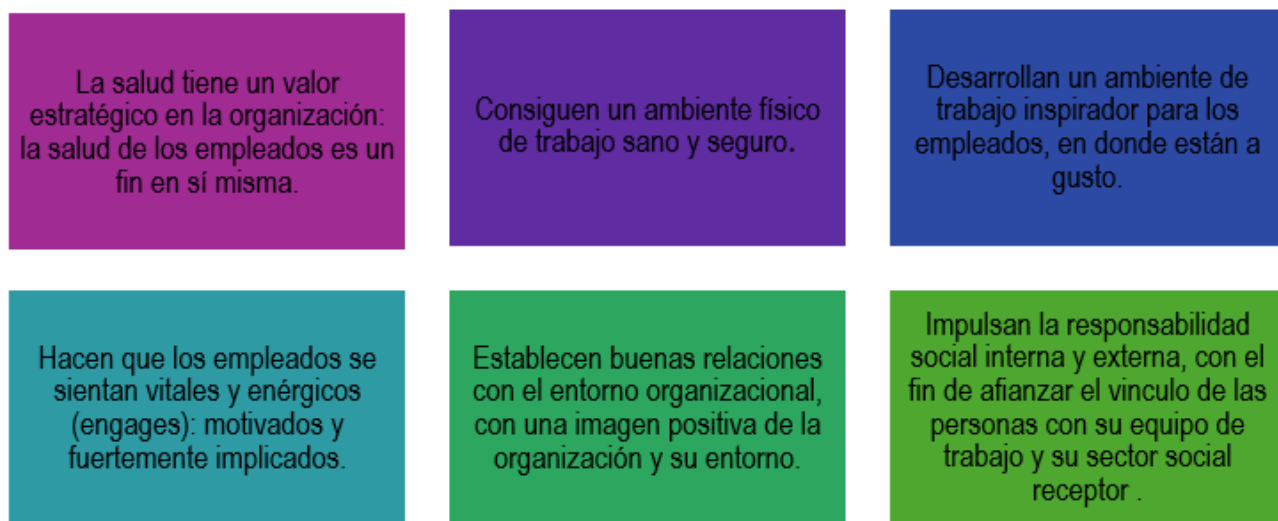 La salud tiene un valor
estratégico en la organización:
la salud de los empleados es un
fin en sí misma.
Consiguen un ambiente físico
de trabajo sano y seguro.
Desarrollan un ambiente de
trabajo inspirador para los
empleados, en donde están a
gusto.
Hacen que los empleados se
sientan vitales y enérgicos
(engages): motivados y
fuertemente implicados.
Establecen buenas relaciones
con el entorno organizacional,
con una imagen positiva de la
organización y su entorno.
Impulsan la responsabilidad
social interna y externa, con el
fin de afianzar el vinculo de las
personas con su equipo de
trabajo y su sector social
receptor .